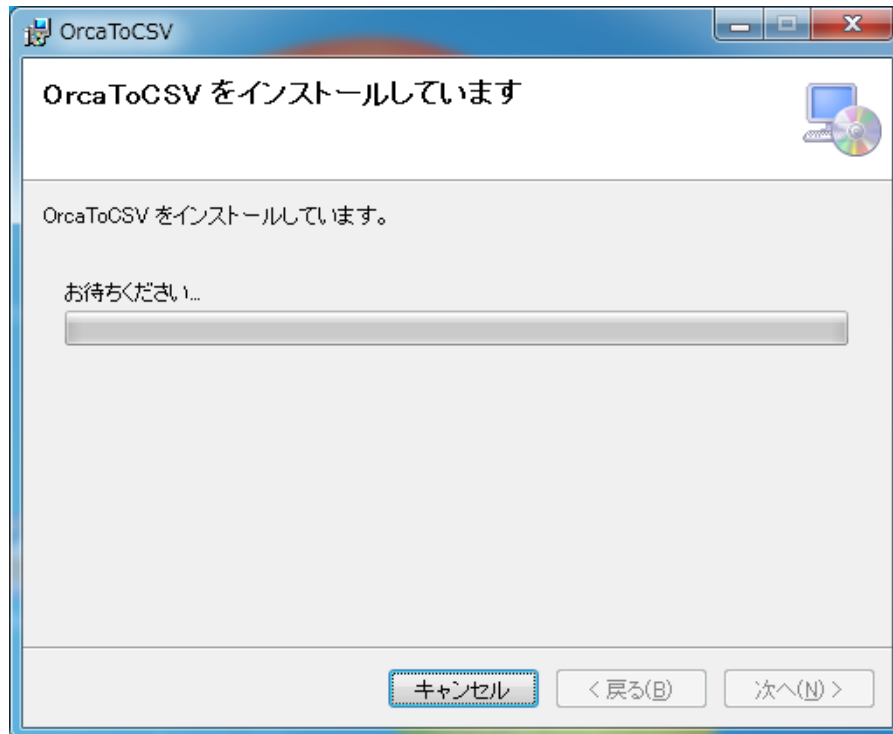 OrcaToCSV
OrcaToCSV をインストールしています
OrcaToCSV をインストールしています。
お待ちください...
キャンセル
< 戻る(B)
次へ(N) >